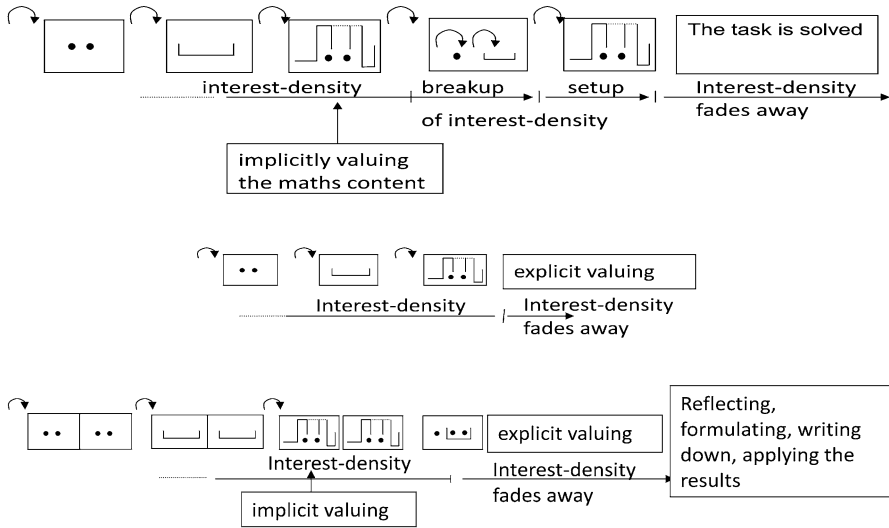 The task is solved
interest-density
breakup
setup
Interest-density
fades away
of interest-density
implicitly valuing
the maths content
explicit valuing
Interest-density
Interest-density
fades away
Reflecting,
formulating, writing
down, applying the
results
explicit valuing
Interest-density
Interest-density
fades away
implicit valuing